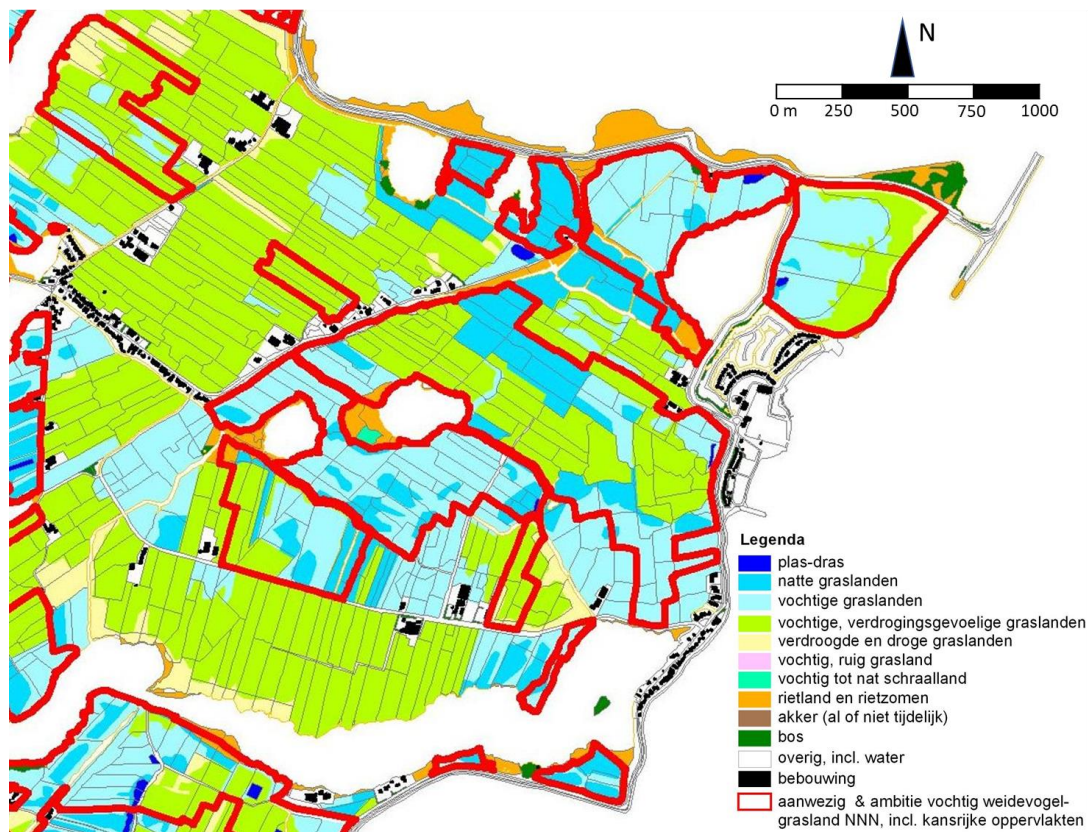 N
0 m 250 500 750 1000
Legenda
plas-dras
natte graslanden
vochtige graslanden
vochtige, verdrogingsgevoelige graslanden
verdroogde en droge graslanden
vochtig, ruig grasland
vochtig tot nat schraalland
rietland en rietzomen
akker (al of niet tijdelijk)
bos
overig, incl. water
bebouwing
aanwezig & ambitie vochtig weidevogel-
grasland NNN, incl. kansrijke oppervlakten